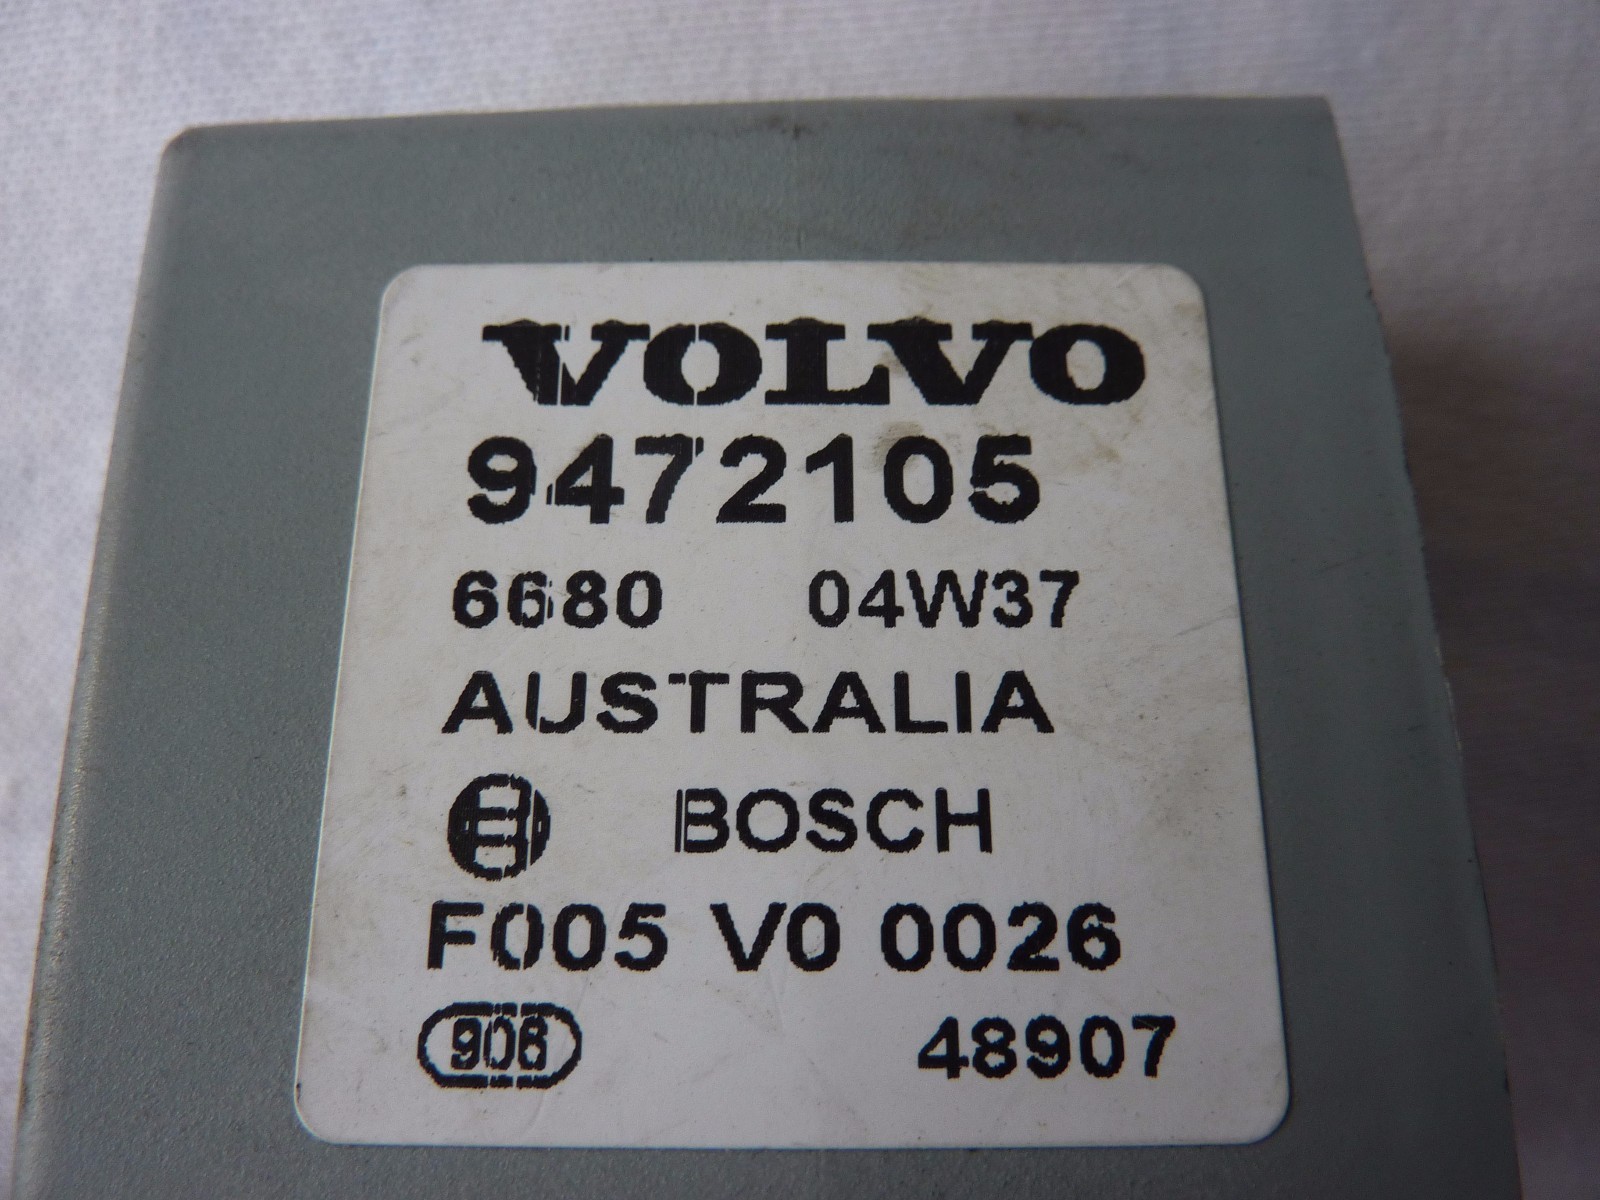 VOLVO
9472105
6680 04W37
AUSTRALIA
BOSCH
F005 V0 0026
906 48907